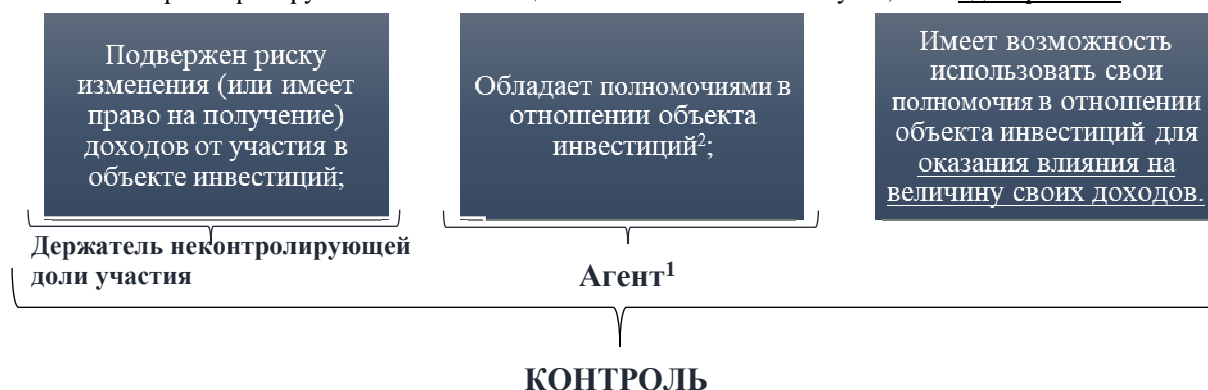 Подвержен риску
изменения (или имеет
право на получение)
доходов от участия в
объекте инвестиций;
Обладает полномочиями в
отношении объекта
инвестиций²;
Имеет возможность
использовать свои
полномочия в отношении
объекта инвестиций для
оказания влияния на
величину своих доходов.
Держатель неконтролирующей
доли участия
Агент¹
КОНТРОЛЬ